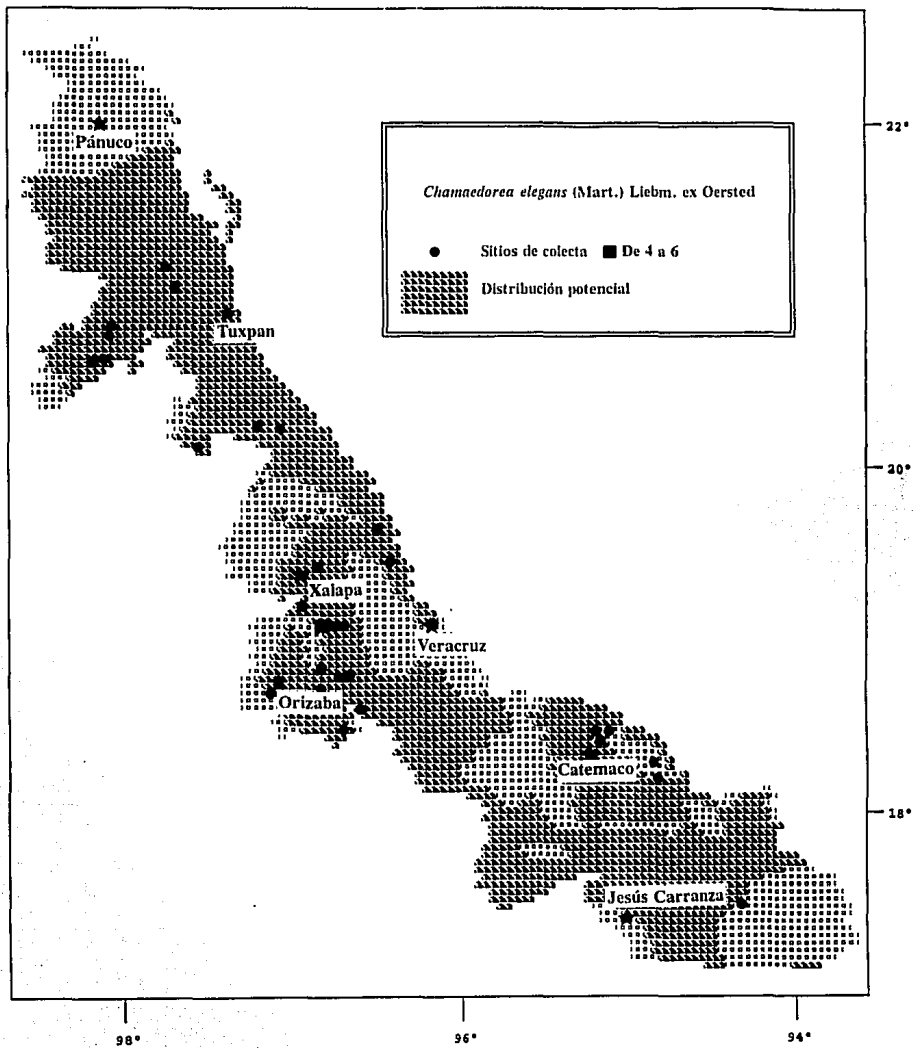 Pánuco
22°
Chamaedorea elegans (Mart.) Liebm. ex Oersted
Sitios de colecta De 4 a 6
Distribución potencial
Tuxpan
20°
Xalapa
Veracruz
Orizaba
Catemaco
18°
Jesús Carranza
98° 96° 94°